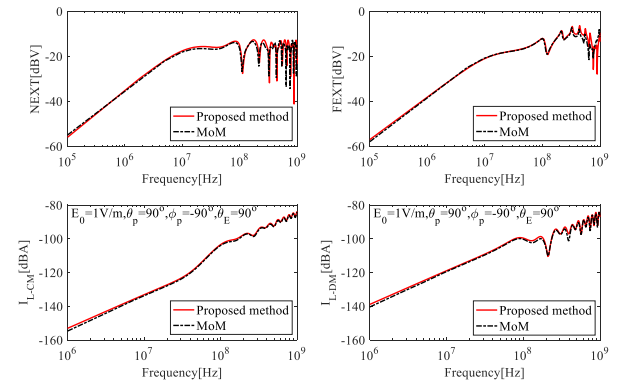 0
-20
-40
-60
NEXT[dBV]
Proposed method
MoM
10^5 10^6 10^7 10^8 10^9
Frequency[Hz]
0
-20
-40
-60
FEXT[dBV]
Proposed method
MoM
10^5 10^6 10^7 10^8 10^9
Frequency[Hz]
-80
-100
-120
-140
-160
I_L-CM[dBA]
E_0=1V/m,θ_p=90°,ϕ_p=-90°,θ_E=90°
Proposed method
MoM
10^6 10^7 10^8 10^9
Frequency[Hz]
-80
-100
-120
-140
-160
I_L-DM[dBA]
E_0=1V/m,θ_p=90°,ϕ_p=-90°,θ_E=90°
Proposed method
MoM
10^6 10^7 10^8 10^9
Frequency[Hz]